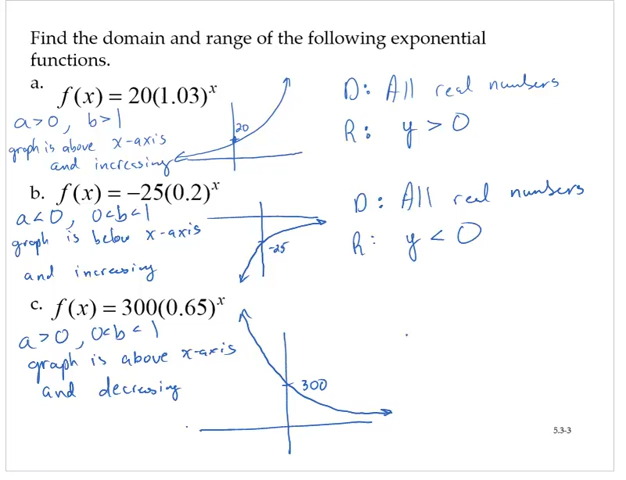 Find the domain and range of the following exponential
functions.
a. f(x) = 20(1.03)ˣ
a>0, b>1
graph is above x-axis
and increasing
20
D: All real numbers
R: y > 0
b. f(x) = −25(0.2)ˣ
a<0, 0<b<1
graph is below x-axis
and increasing
-25
D: All real numbers
R: y < 0
c. f(x) = 300(0.65)ˣ
a>0, 0<b<1
graph is above x-axis
and decreasing
300
5.3-3